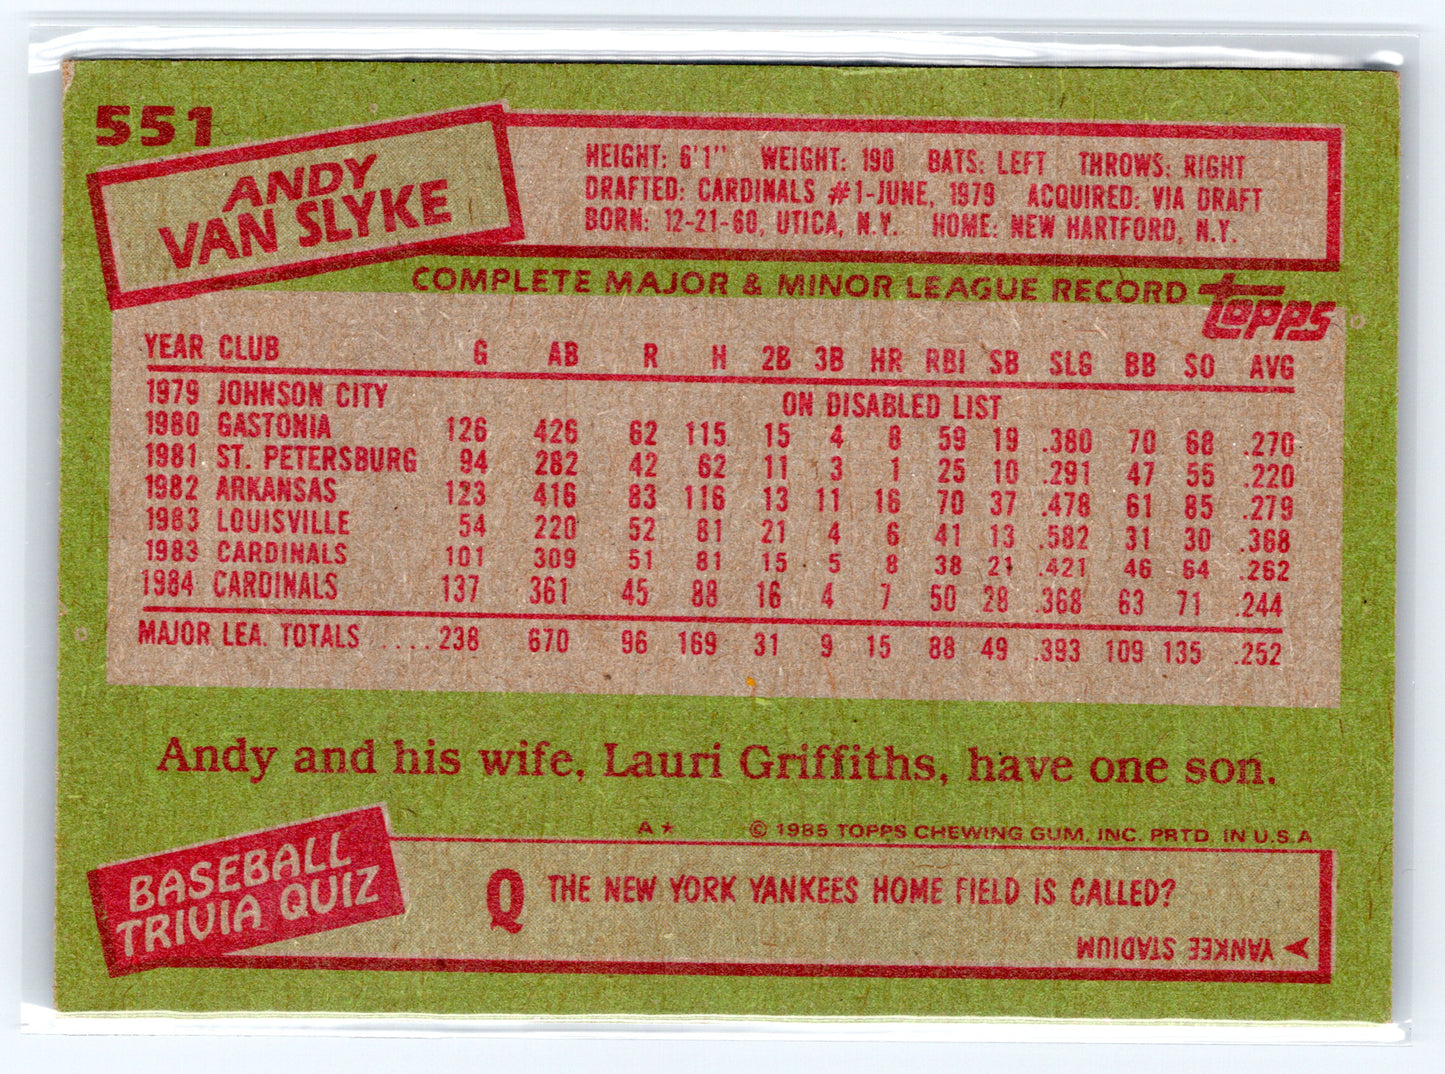 551
ANDY
VAN SLYKE
HEIGHT: 6'1" WEIGHT: 190 BATS: LEFT THROWS: RIGHT
DRAFTED: CARDINALS #1-JUNE, 1979 ACQUIRED: VIA DRAFT
BORN: 12-21-60, UTICA, N.Y. HOME: NEW HARTFORD, N.Y.
COMPLETE MAJOR & MINOR LEAGUE RECORD
topps
YEAR CLUB G AB R H 2B 3B HR RBI SB SLG BB SO AVG
1979 JOHNSON CITY ON DISABLED LIST
1980 GASTONIA 126 426 62 115 15 4 8 59 19 .380 70 68 .270
1981 ST. PETERSBURG 94 282 42 62 11 3 1 25 10 .291 47 55 .220
1982 ARKANSAS 123 416 83 116 13 11 16 70 37 .478 61 85 .279
1983 LOUISVILLE 54 220 52 81 21 4 6 41 13 .582 31 30 .368
1983 CARDINALS 101 309 51 81 15 5 8 38 21 .421 46 64 .262
1984 CARDINALS 137 361 45 88 16 4 7 50 28 .368 63 71 .244
MAJOR LEA. TOTALS ....238 670 96 169 31 9 15 88 49 .393 109 135 .252
Andy and his wife, Lauri Griffiths, have one son.
A* © 1985 TOPPS CHEWING GUM, INC. PRTD. IN U.S.A
BASEBALL
TRIVIA QUIZ
Q THE NEW YORK YANKEES HOME FIELD IS CALLED?
A YANKEE STADIUM